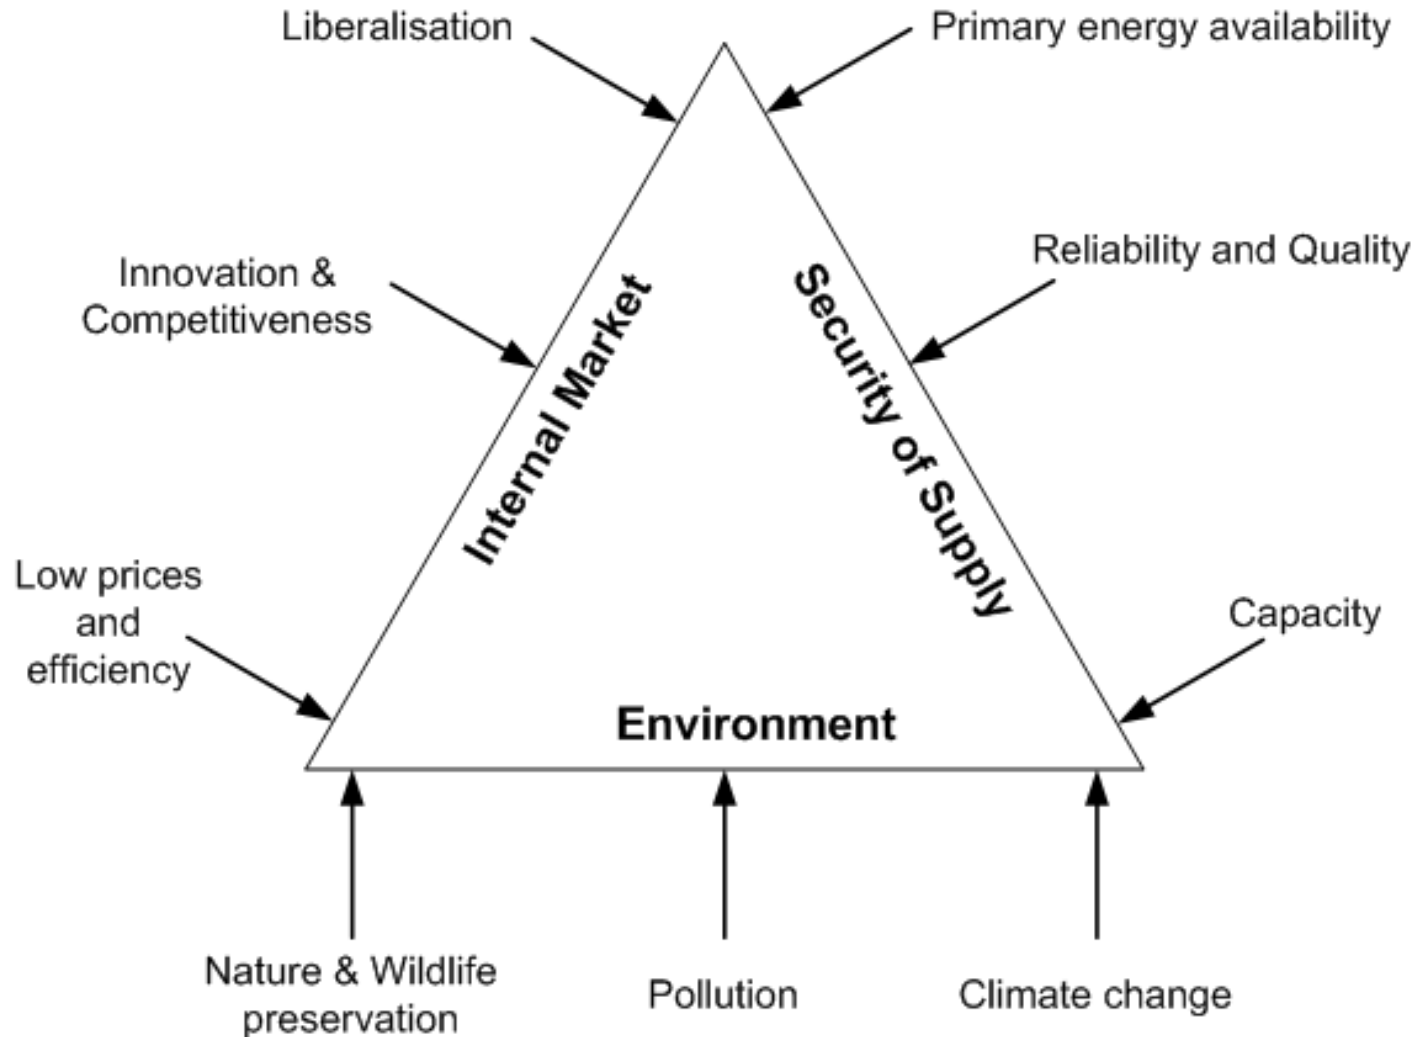 Liberalisation
Primary energy availability
Innovation &
Competitiveness
Reliability and Quality
Internal Market
Security of Supply
Low prices
and
efficiency
Capacity
Environment
Nature & Wildlife
preservation
Pollution
Climate change